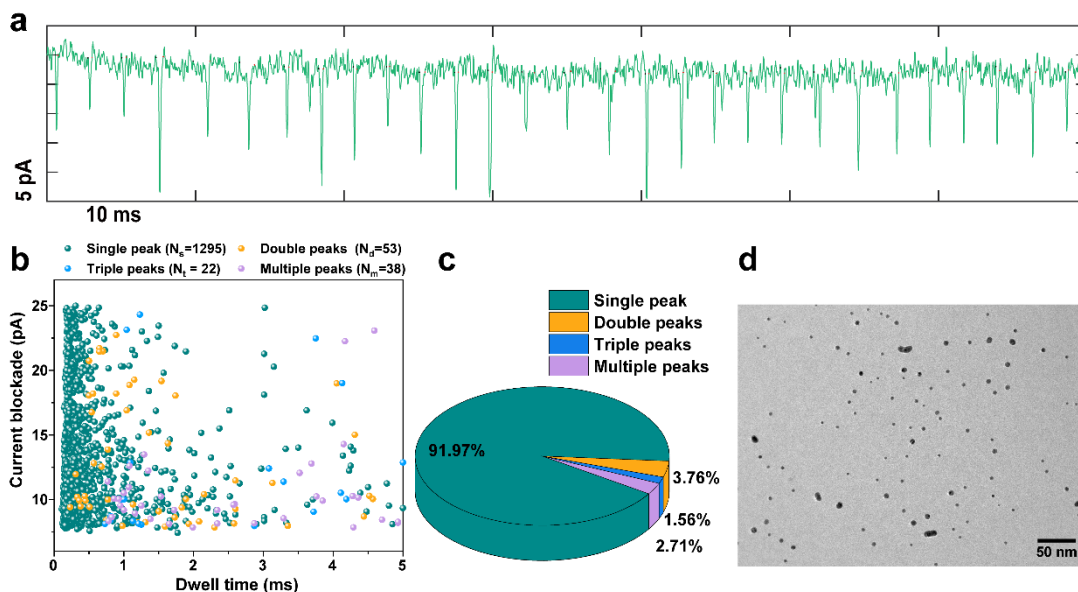 a
5 pA
10 ms
b
Single peak (Ns=1295)
Double peaks (Nd=53)
Triple peaks (Nt = 22)
Multiple peaks (Nm=38)
Current blockade (pA)
25
20
15
10
0
1
2
3
4
5
Dwell time (ms)
c
Single peak
Double peaks
Triple peaks
Multiple peaks
91.97%
3.76%
1.56%
2.71%
d
50 nm